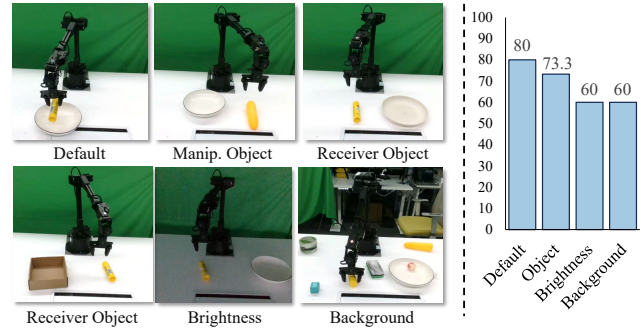 Default
Manip. Object
Receiver Object
Receiver Object
Brightness
Background
100
90
80
70
60
50
40
30
20
10
0
80
73.3
60
60
Default
Object
Brightness
Background